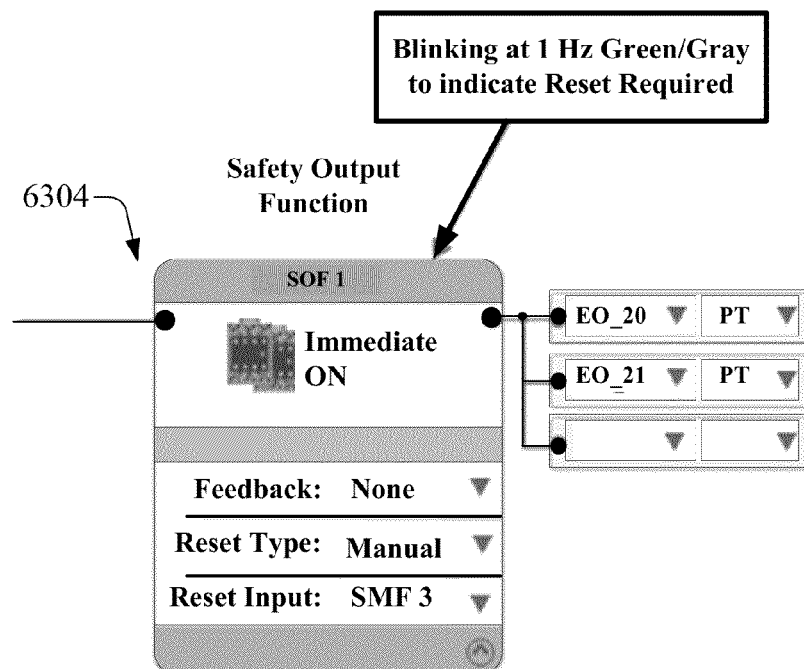 Blinking at 1 Hz Green/Gray
to indicate Reset Required
Safety Output
Function
6304
SOF 1
Immediate
ON
EO_20 PT
EO_21 PT
Feedback: None
Reset Type: Manual
Reset Input: SMF 3